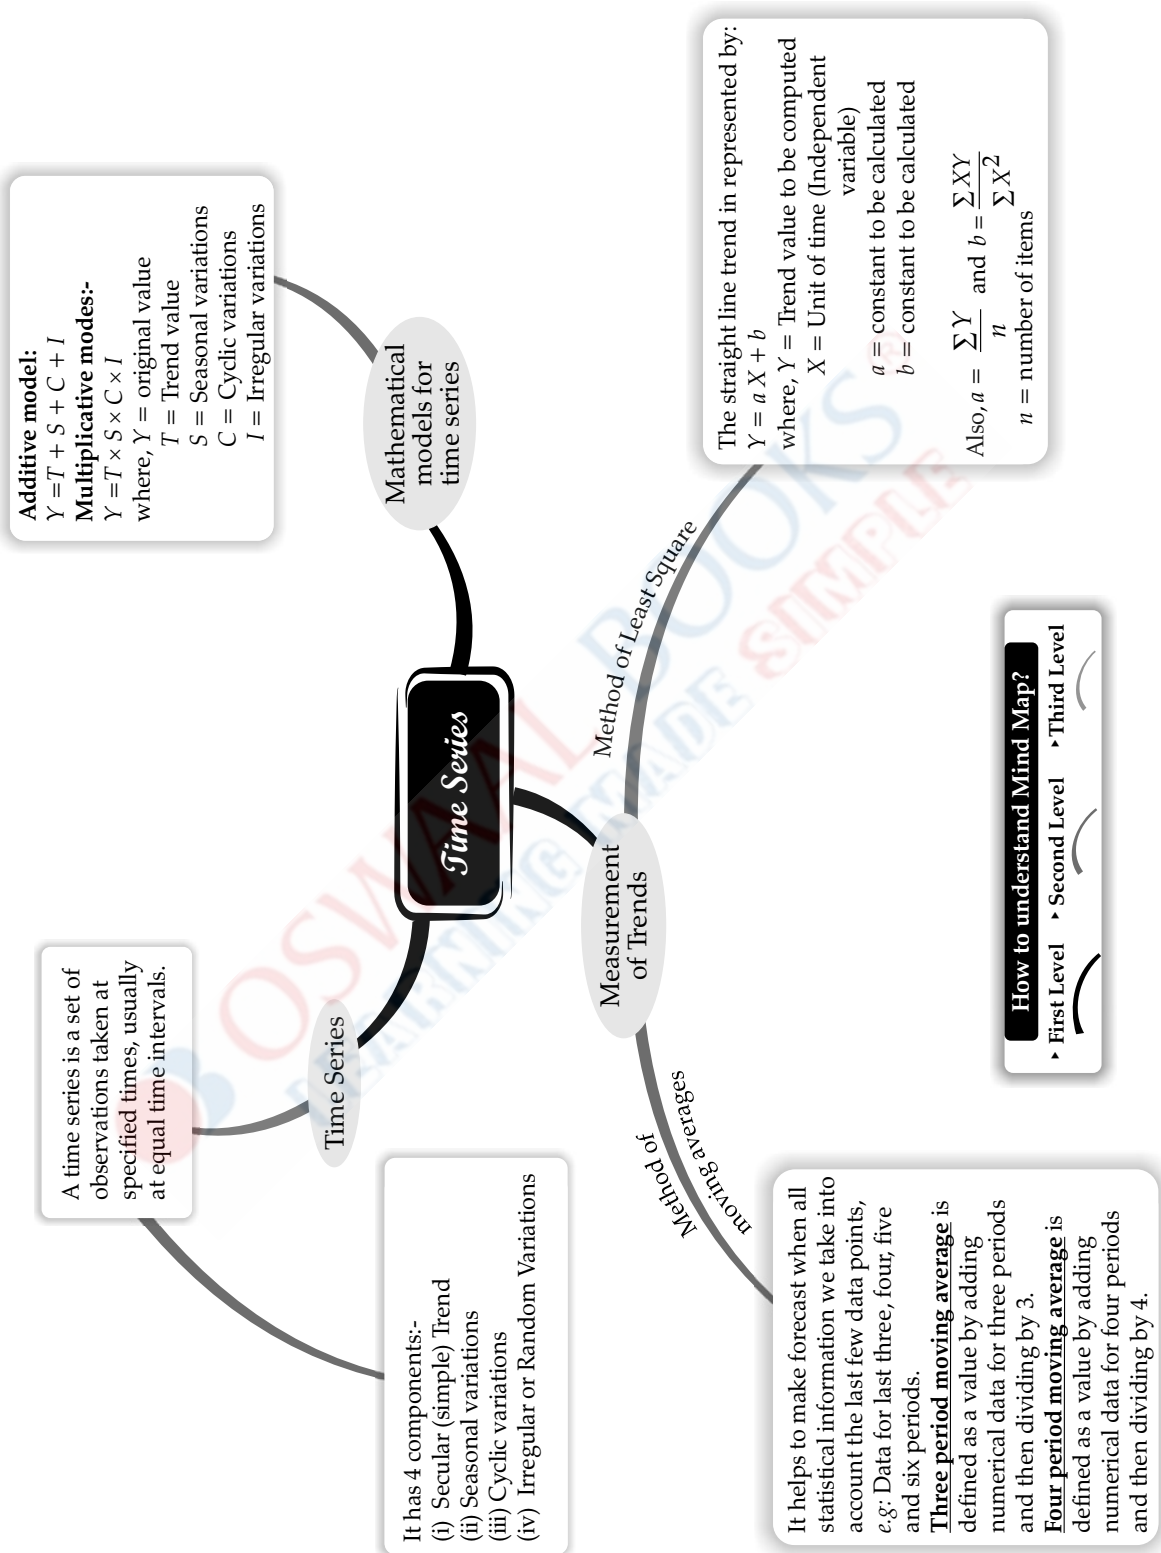 Time Series
Time Series
A time series is a set of
observations taken at
specified times, usually
at equal time intervals.
It has 4 components:-
(i) Secular (simple) Trend
(ii) Seasonal variations
(iii) Cyclic variations
(iv) Irregular or Random Variations
Mathematical
models for
time series
Additive model:
Y = T + S + C + I
Multiplicative modes:-
Y = T × S × C × I
where, Y = original value
T = Trend value
S = Seasonal variations
C = Cyclic variations
I = Irregular variations
Measurement
of Trends
Method of
moving averages
It helps to make forecast when all
statistical information we take into
account the last few data points,
e.g: Data for last three, four, five
and six periods.
Three period moving average is
defined as a value by adding
numerical data for three periods
and then dividing by 3.
Four period moving average is
defined as a value by adding
numerical data for four periods
and then dividing by 4.
Method of Least Square
The straight line trend in represented by:
Y = a X + b
where, Y = Trend value to be computed
X = Unit of time (Independent
variable)
a = constant to be calculated
b = constant to be calculated
Also, a = ΣY/n and b = ΣXY/ΣX²
n = number of items
How to understand Mind Map?
First Level Second Level Third Level
OSWAAL BOOKS®
LEARNING MADE SIMPLE